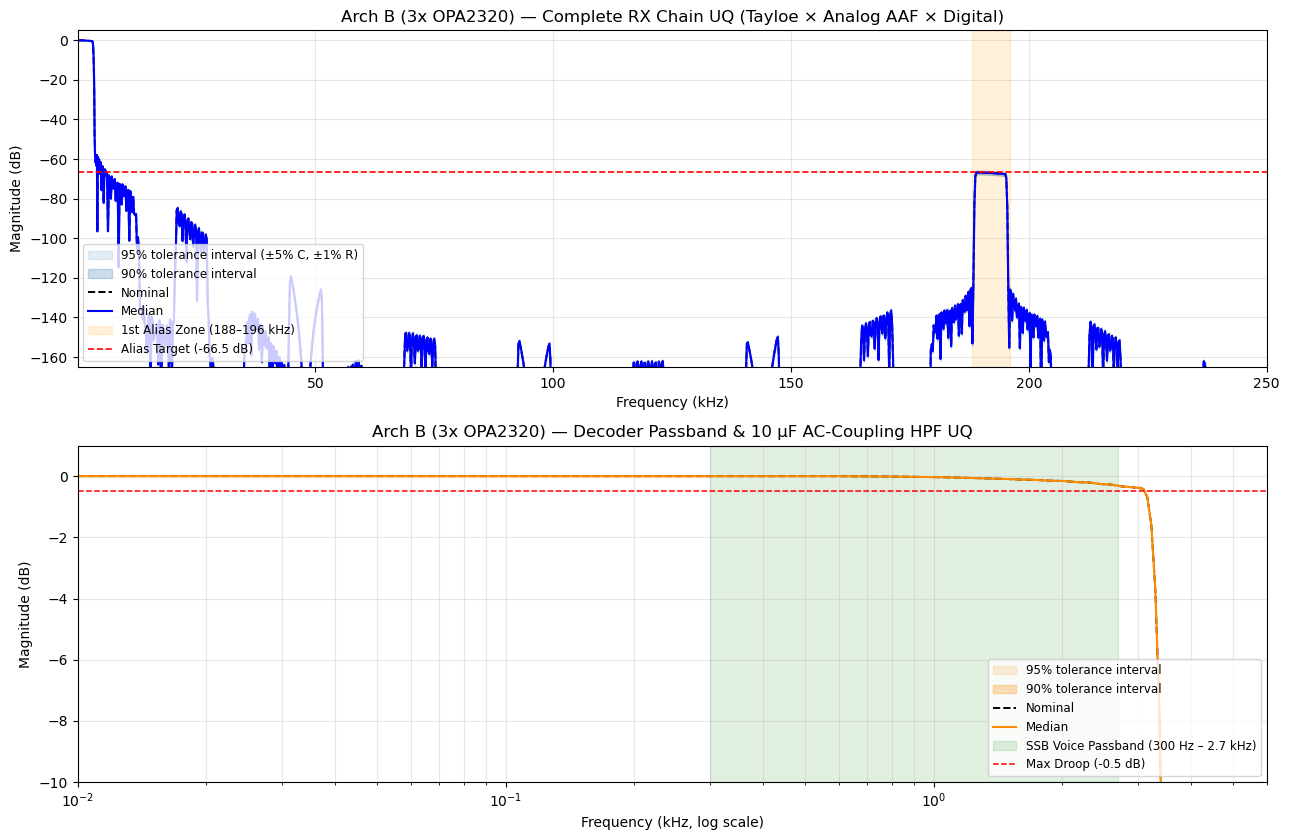 Arch B (3x OPA2320) — Complete RX Chain UQ (Tayloe × Analog AAF × Digital)
0
−20
−40
−60
−80
−100
−120
−140
−160
Magnitude (dB)
95% tolerance interval (±5% C, ±1% R)
90% tolerance interval
Nominal
Median
1st Alias Zone (188–196 kHz)
Alias Target (-66.5 dB)
50
100
150
200
250
Frequency (kHz)
Arch B (3x OPA2320) — Decoder Passband & 10 µF AC-Coupling HPF UQ
0
−2
−4
−6
−8
−10
Magnitude (dB)
95% tolerance interval
90% tolerance interval
Nominal
Median
SSB Voice Passband (300 Hz – 2.7 kHz)
Max Droop (-0.5 dB)
10⁻²
10⁻¹
10⁰
Frequency (kHz, log scale)